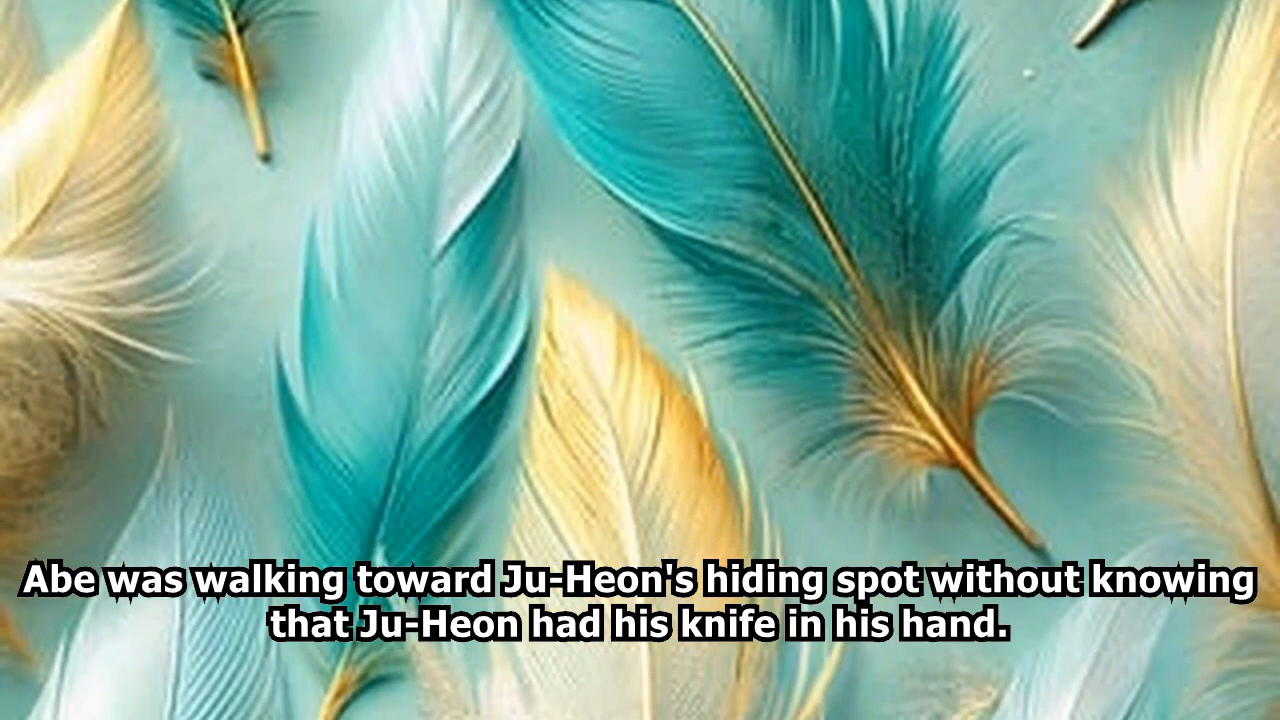 Abe was walking toward Ju-Heon's hiding spot without knowing
that Ju-Heon had his knife in his hand.